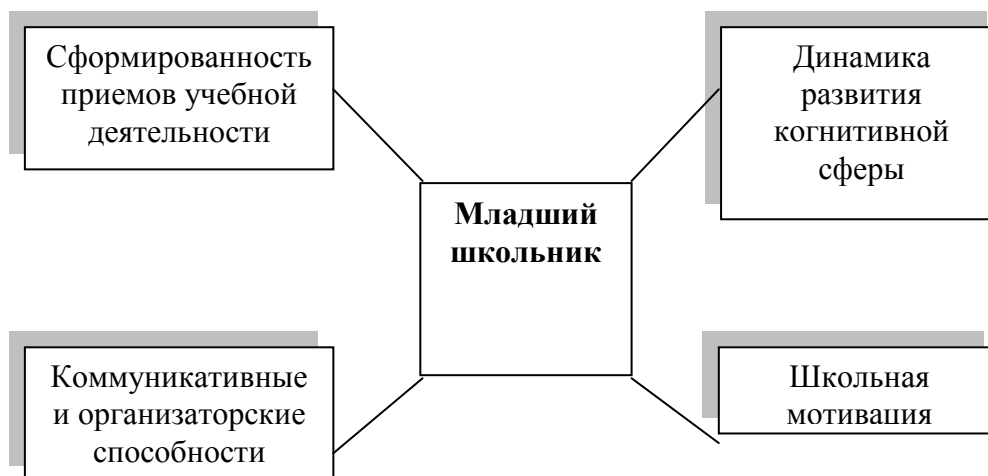 Сформированность
приемов учебной
деятельности
Динамика
развития
когнитивной
сферы
Младший
школьник
Коммуникативные
и организаторские
способности
Школьная
мотивация